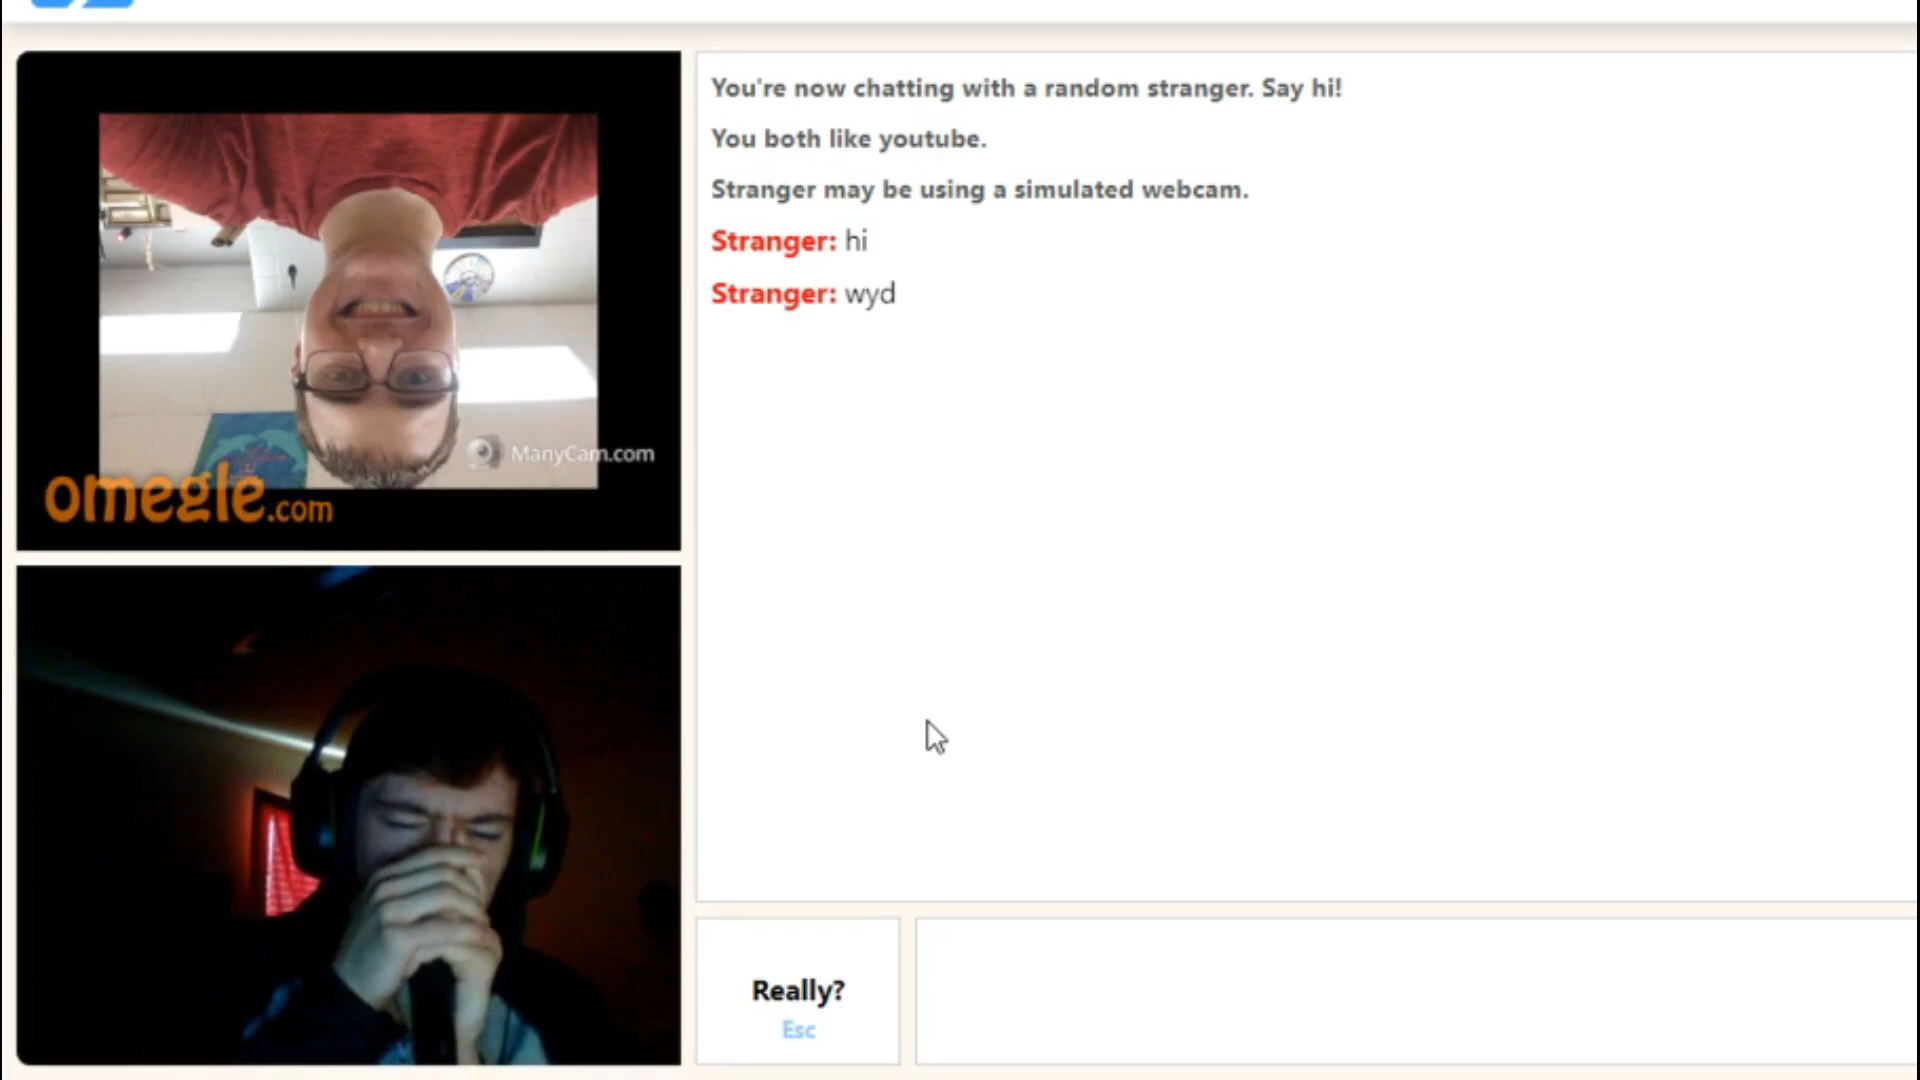 You're now chatting with a random stranger. Say hi!
You both like youtube.
Stranger may be using a simulated webcam.
Stranger: hi
Stranger: wyd
ManyCam.com
omegle.com
Really?
Esc